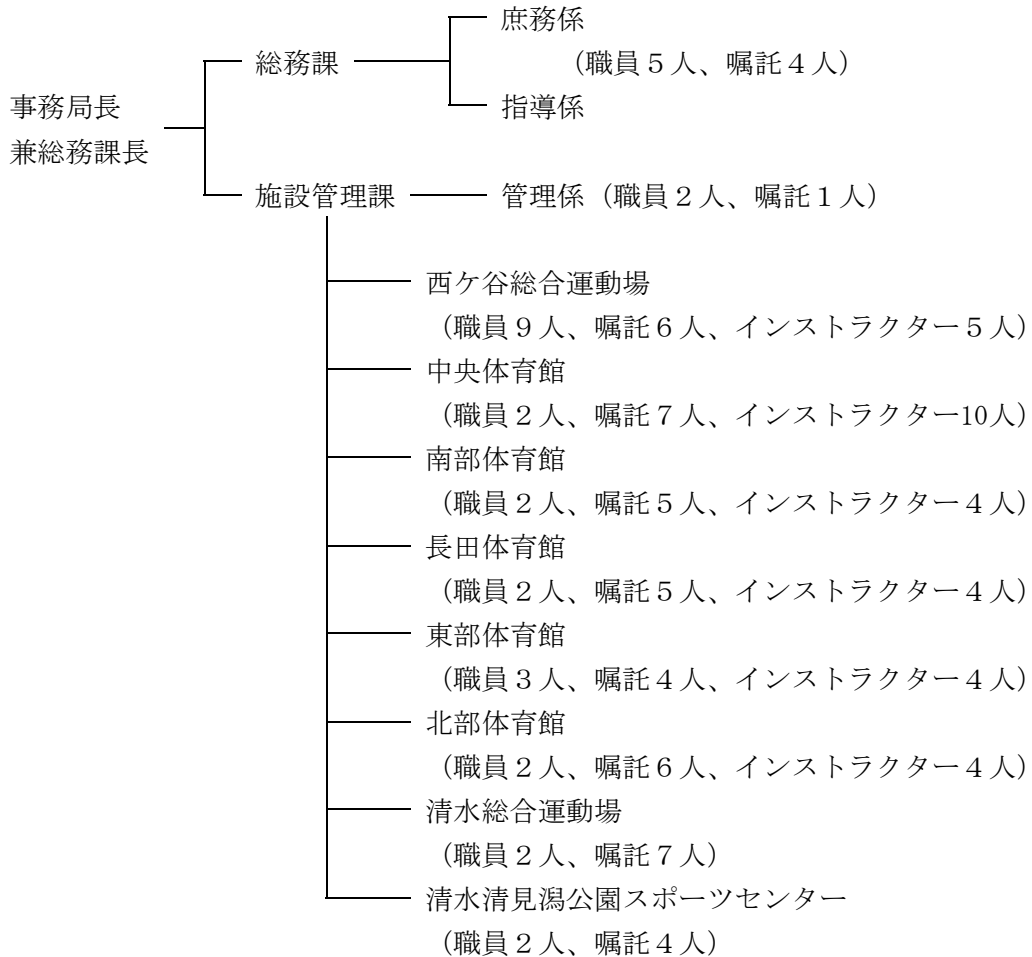 庶務係
総務課
（職員５人、嘱託４人）
事務局長
兼総務課長
指導係
施設管理課
管理係（職員２人、嘱託１人）
西ケ谷総合運動場
（職員９人、嘱託６人、インストラクター５人）
中央体育館
（職員２人、嘱託７人、インストラクター10人）
南部体育館
（職員２人、嘱託５人、インストラクター４人）
長田体育館
（職員２人、嘱託５人、インストラクター４人）
東部体育館
（職員３人、嘱託４人、インストラクター４人）
北部体育館
（職員２人、嘱託６人、インストラクター４人）
清水総合運動場
（職員２人、嘱託７人）
清水清見潟公園スポーツセンター
（職員２人、嘱託４人）